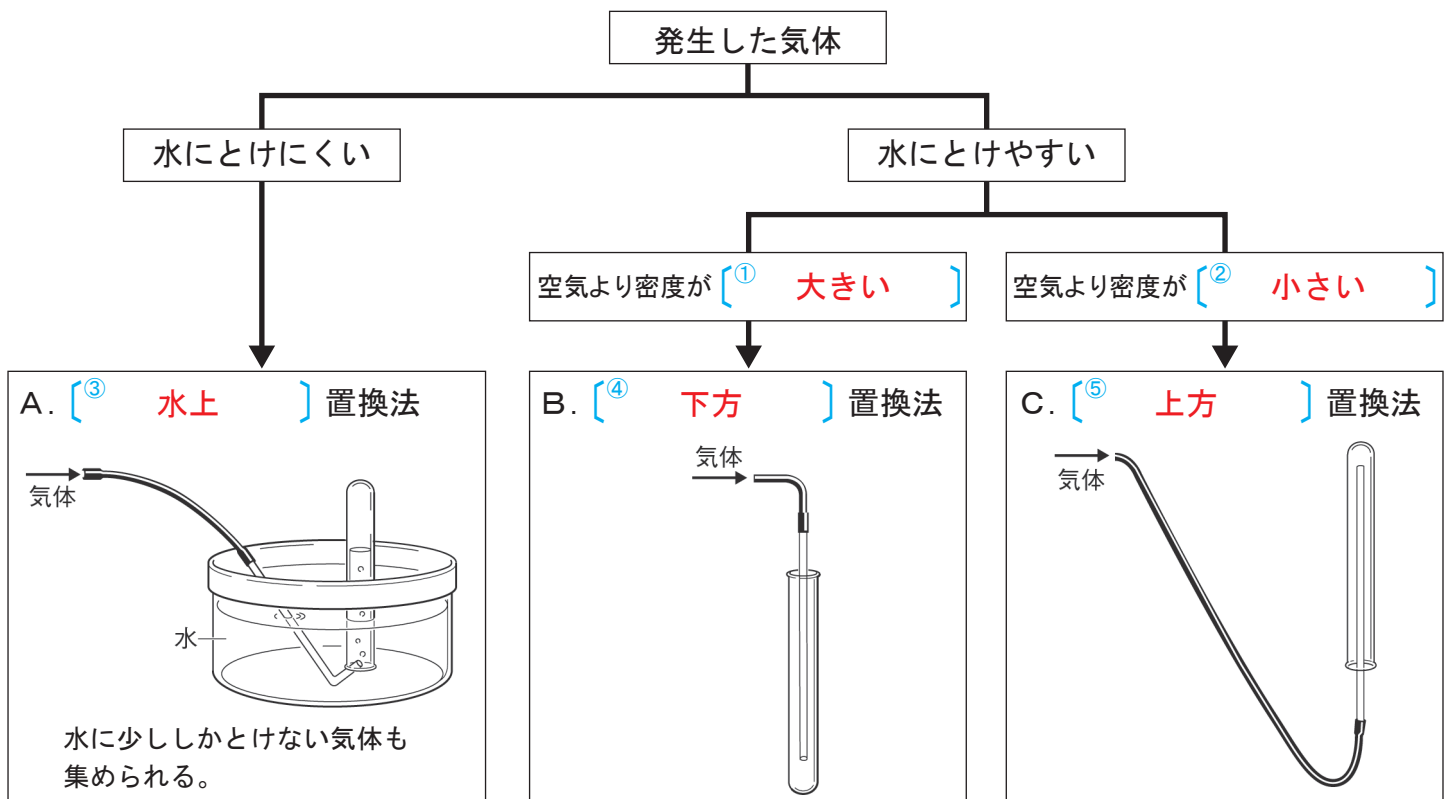 発生した気体
水にとけにくい
水にとけやすい
空気より密度が〔① 大きい 〕
空気より密度が〔② 小さい 〕
A.〔③ 水上 〕置換法
気体
水
水に少ししかとけない気体も
集められる。
B.〔④ 下方 〕置換法
気体
C.〔⑤ 上方 〕置換法
気体